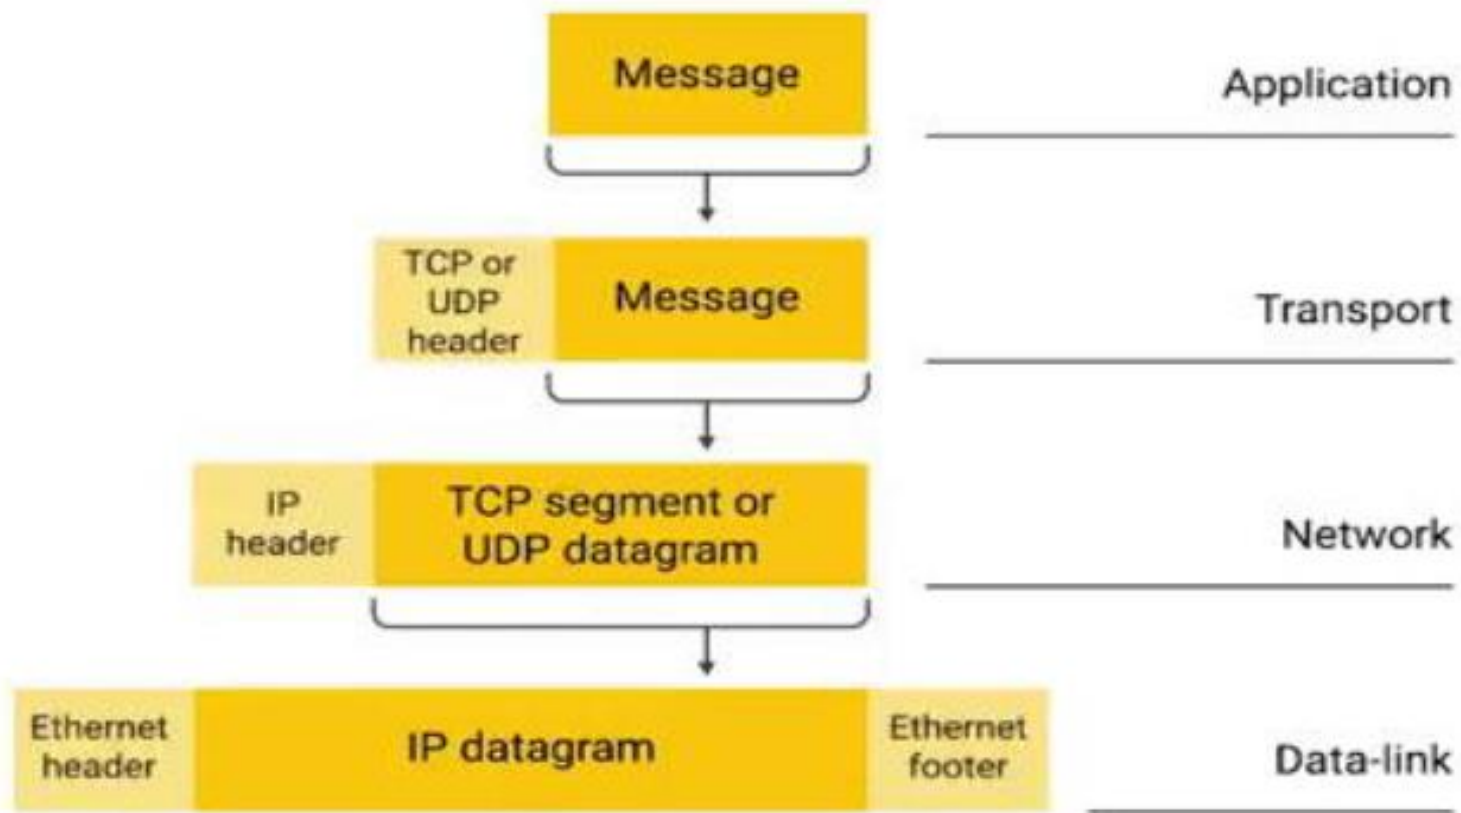 Message
Application
TCP or
UDP
header
Message
Transport
IP
header
TCP segment or
UDP datagram
Network
Ethernet
header
IP datagram
Ethernet
footer
Data-link